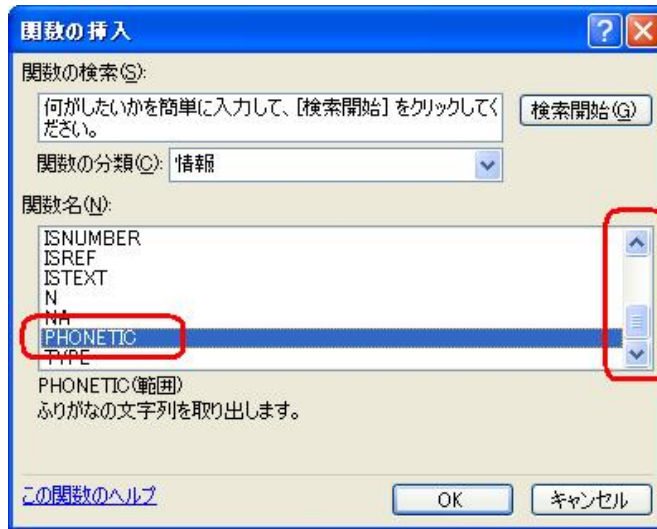 関数の挿入
関数の検索(S):
何がしたいかを簡単に入力して、[検索開始] をクリックしてく
ださい。
検索開始(G)
関数の分類(C): 情報
関数名(N):
ISNUMBER
ISREF
ISTEXT
N
NA
PHONETIC
TYPE
PHONETIC(範囲)
ふりがなの文字列を取り出します。
この関数のヘルプ
OK
キャンセル